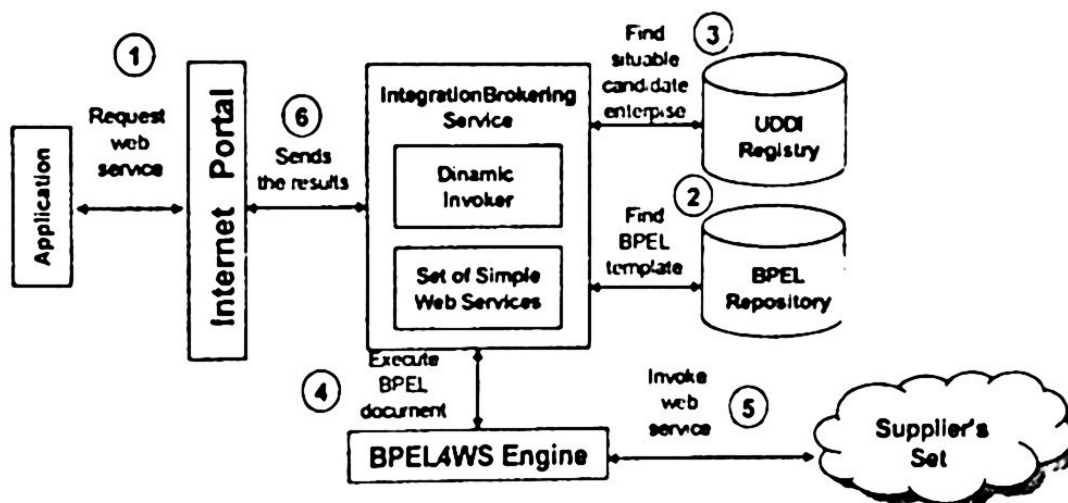 1
Request
web
service
Application
Internet Portal
6
Sends
the results
IntegrationBrokering
Service
Dinamic
Invoker
Set of Simple
Web Services
Find
situable
candidate
enterpise
3
UDDI
Registry
2
Find
BPEL
template
BPEL
Repository
4
Execute
BPEL
document
BPEL4WS Engine
Invoke
web
service
5
Supplier's
Set